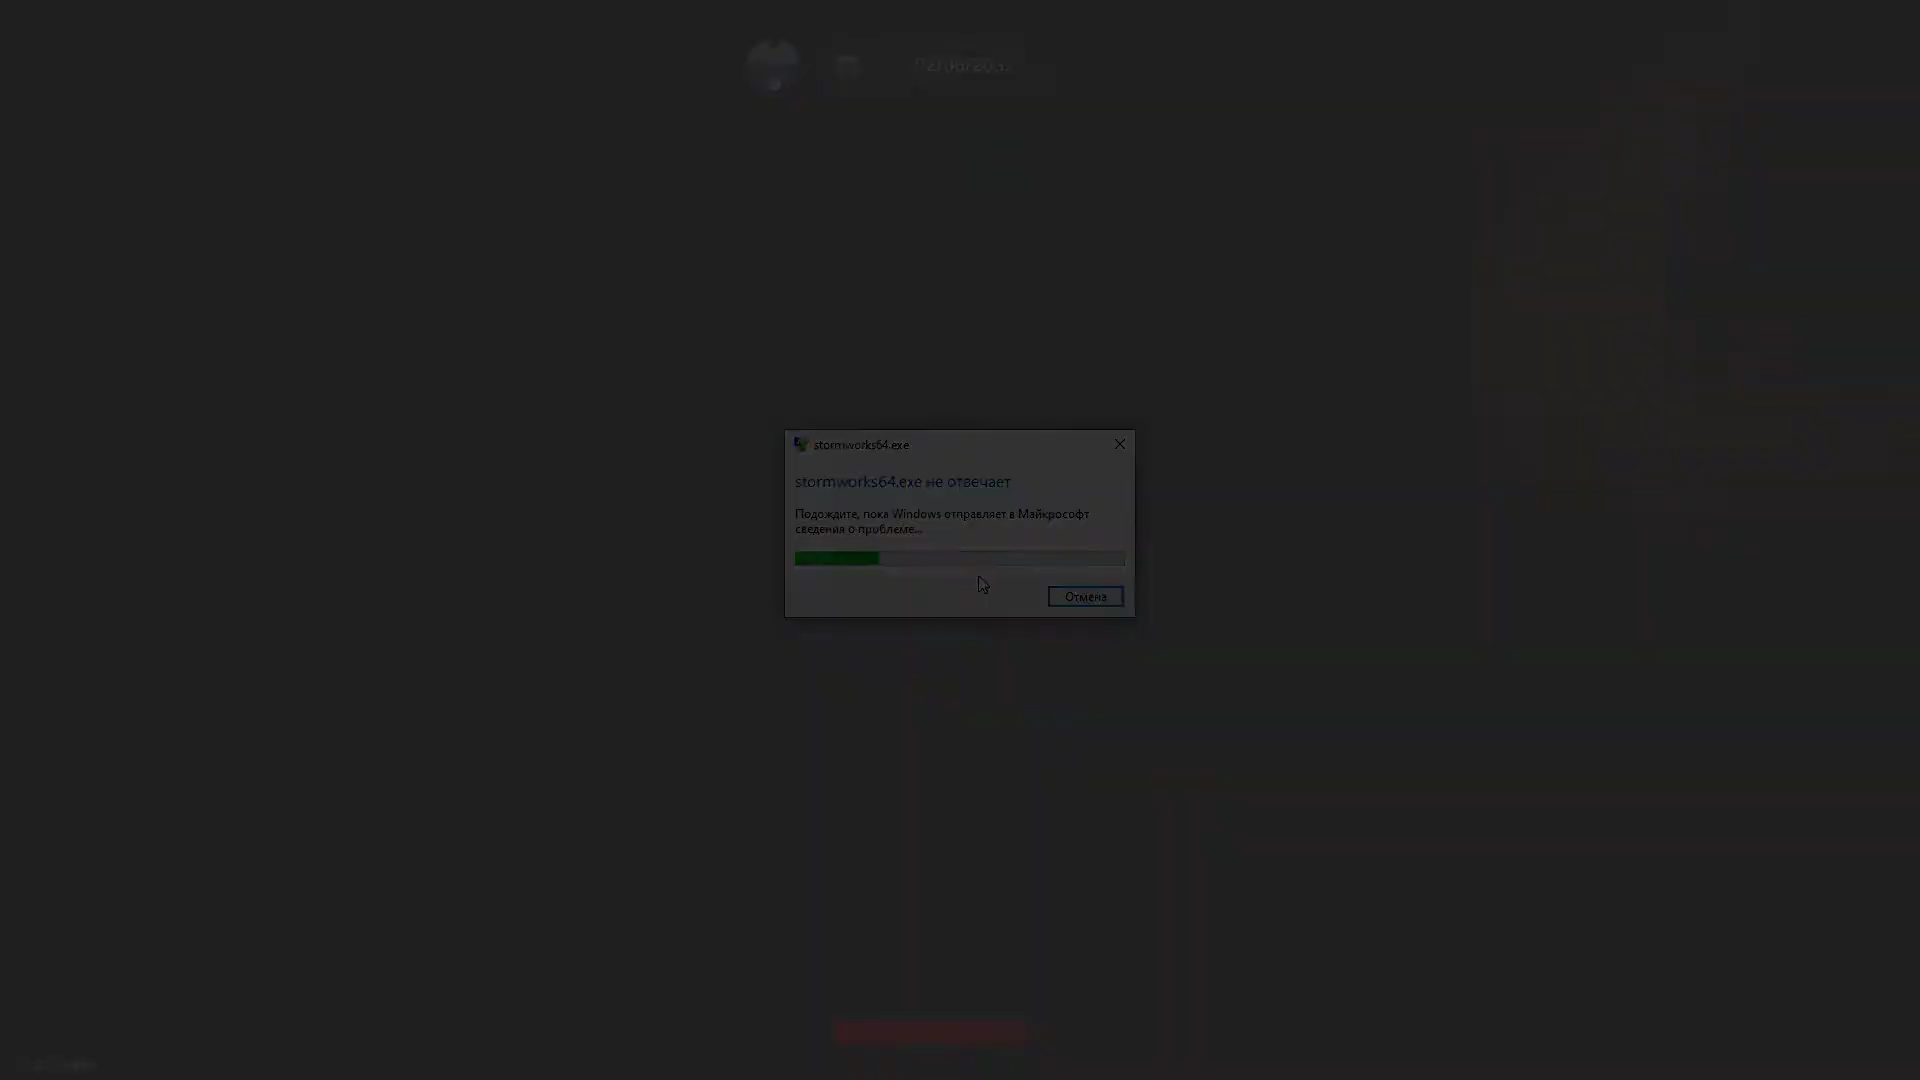 stormworks64.exe
stormworks64.exe не отвечает
Подождите, пока Windows отправляет в Майкрософт
сведения о проблеме...
Отмена